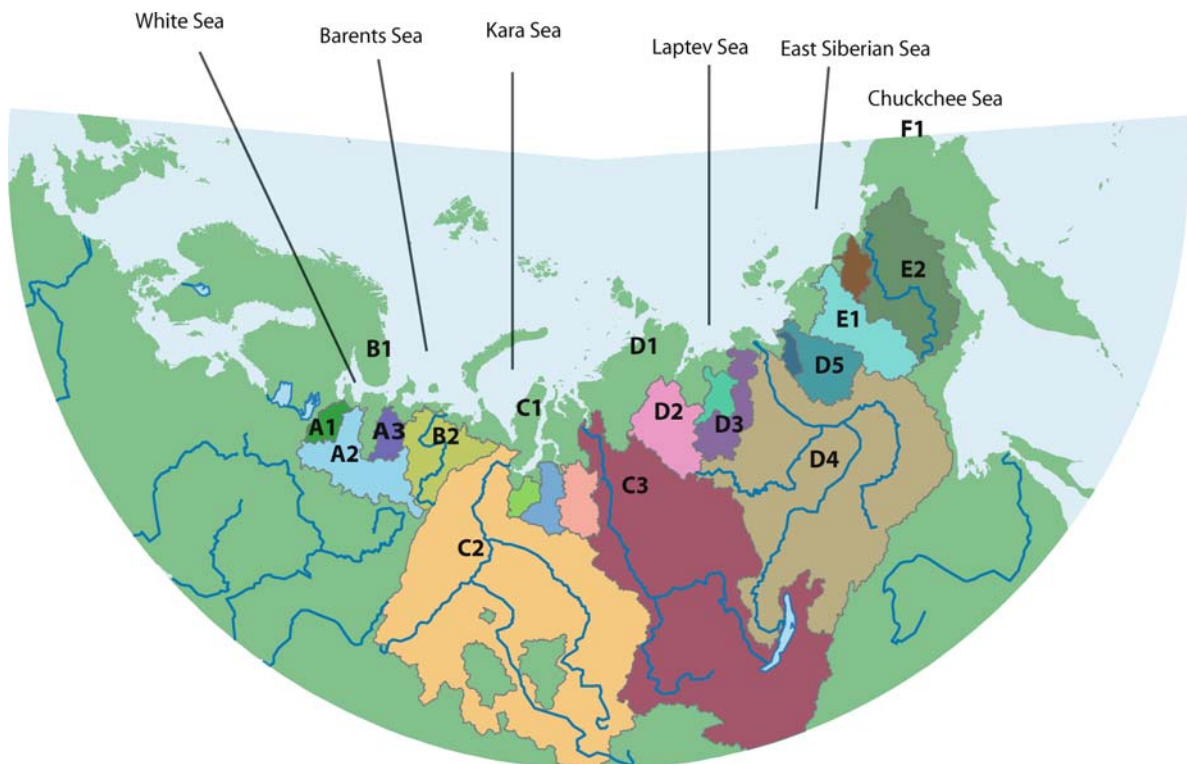 White Sea
Barents Sea
Kara Sea
Laptev Sea
East Siberian Sea
Chuckchee Sea
F1
E2
E1
B1
D1
D5
C1
D2
A1
A3
B2
D3
A2
D4
C3
C2